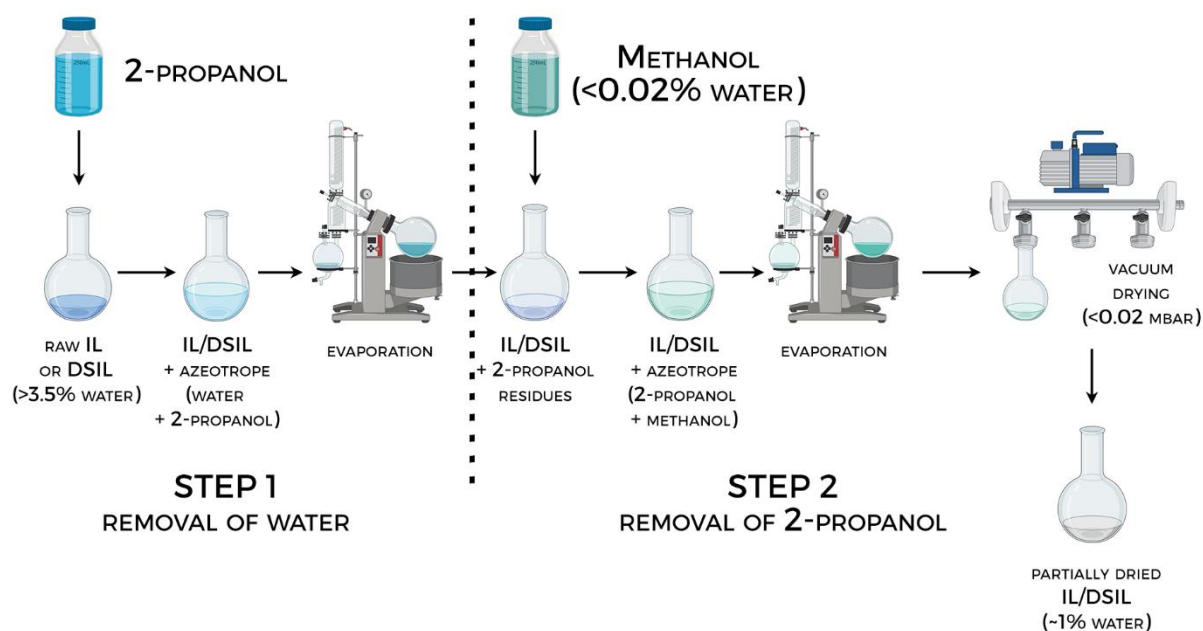 2-PROPANOL
METHANOL
(<0.02% WATER)
250mL
250mL
RAW IL
OR DSIL
(>3.5% WATER)
IL/DSIL
+ AZEOTROPE
(WATER
+ 2-PROPANOL)
EVAPORATION
IL/DSIL
+ 2-PROPANOL
RESIDUES
IL/DSIL
+ AZEOTROPE
(2-PROPANOL
+ METHANOL)
EVAPORATION
VACUUM
DRYING
(<0.02 MBAR)
STEP 1
REMOVAL OF WATER
STEP 2
REMOVAL OF 2-PROPANOL
PARTIALLY DRIED
IL/DSIL
(~1% WATER)